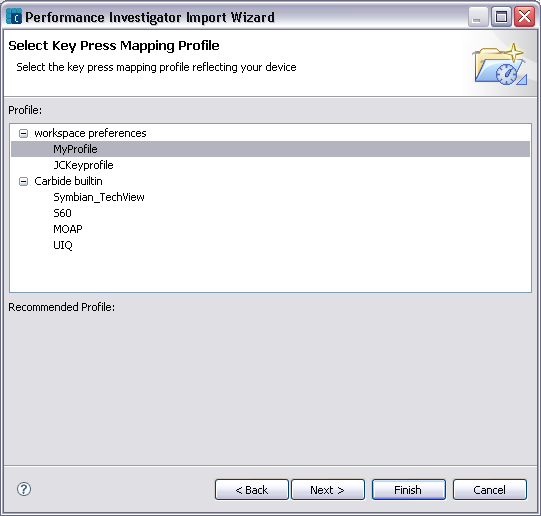 Performance Investigator Import Wizard
Select Key Press Mapping Profile
Select the key press mapping profile reflecting your device
Profile:
workspace preferences
MyProfile
JCKeyprofile
Carbide builtin
Symbian_TechView
S60
MOAP
UIQ
Recommended Profile:
< Back
Next >
Finish
Cancel